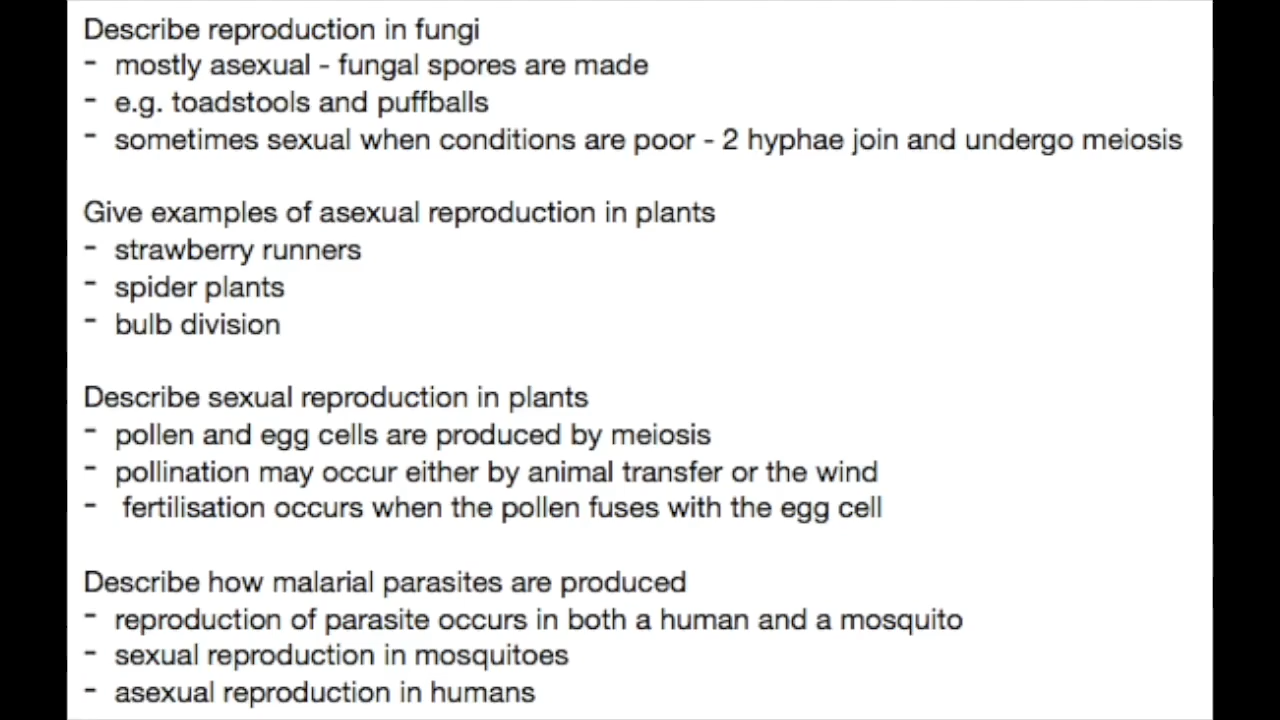 Describe reproduction in fungi
- mostly asexual - fungal spores are made
- e.g. toadstools and puffballs
- sometimes sexual when conditions are poor - 2 hyphae join and undergo meiosis
Give examples of asexual reproduction in plants
- strawberry runners
- spider plants
- bulb division
Describe sexual reproduction in plants
- pollen and egg cells are produced by meiosis
- pollination may occur either by animal transfer or the wind
- fertilisation occurs when the pollen fuses with the egg cell
Describe how malarial parasites are produced
- reproduction of parasite occurs in both a human and a mosquito
- sexual reproduction in mosquitoes
- asexual reproduction in humans